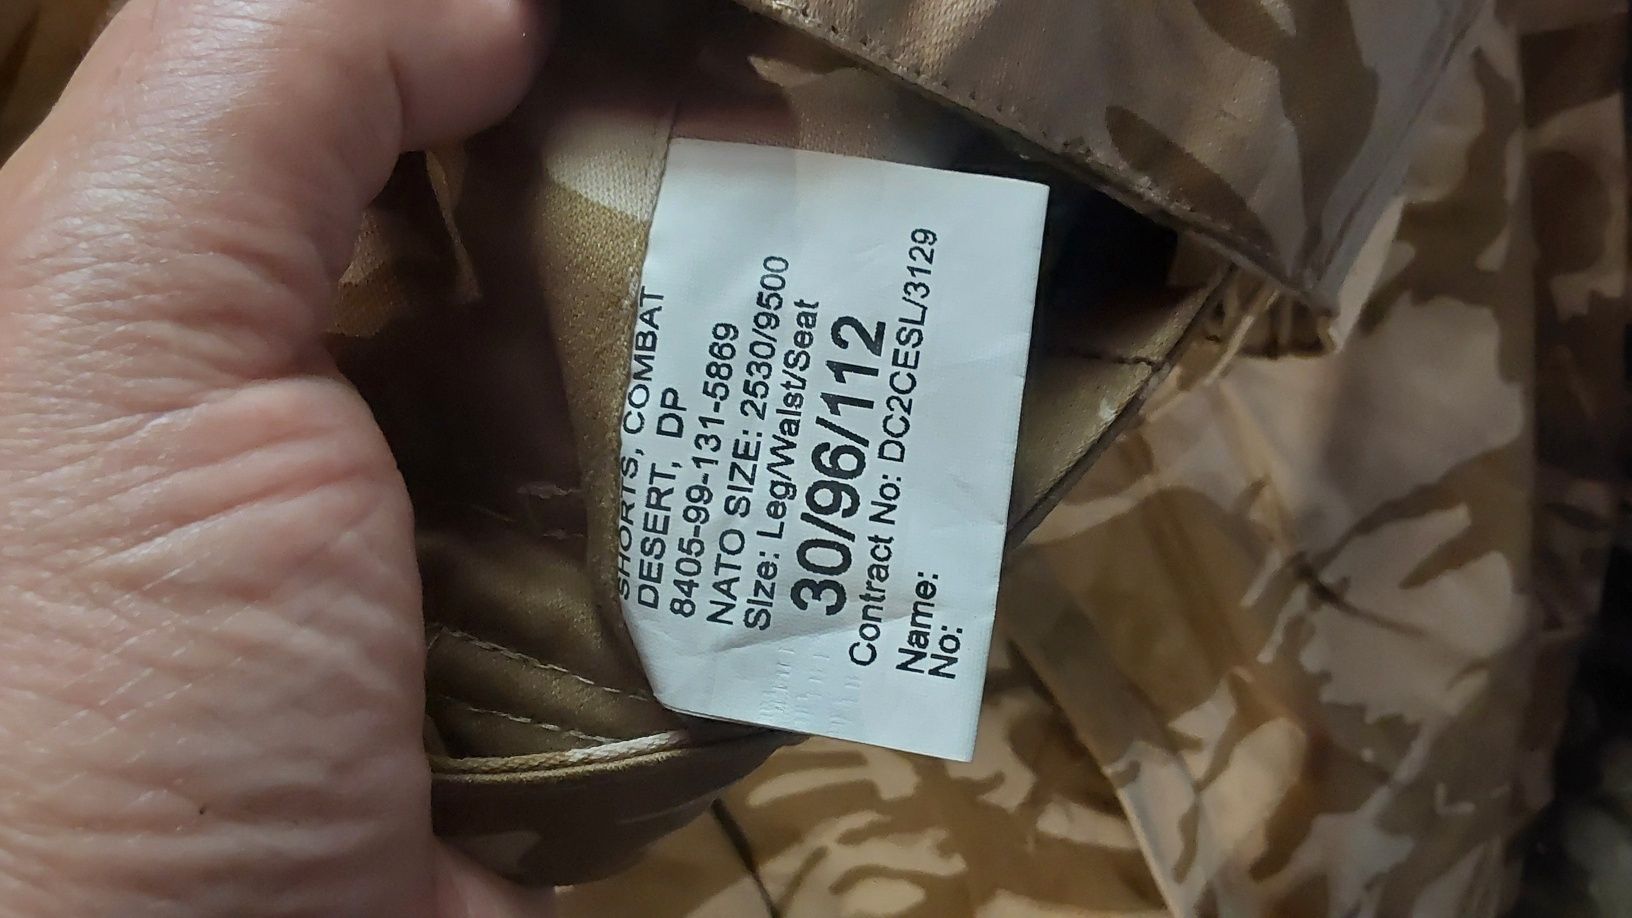 SHORTS, COMBAT
DESERT, DP
8405-99-131-5869
NATO SIZE: 2530/9500
Size: Leg/Waist/Seat
30/96/112
Contract No: DC2CESL/3129
Name:
No: